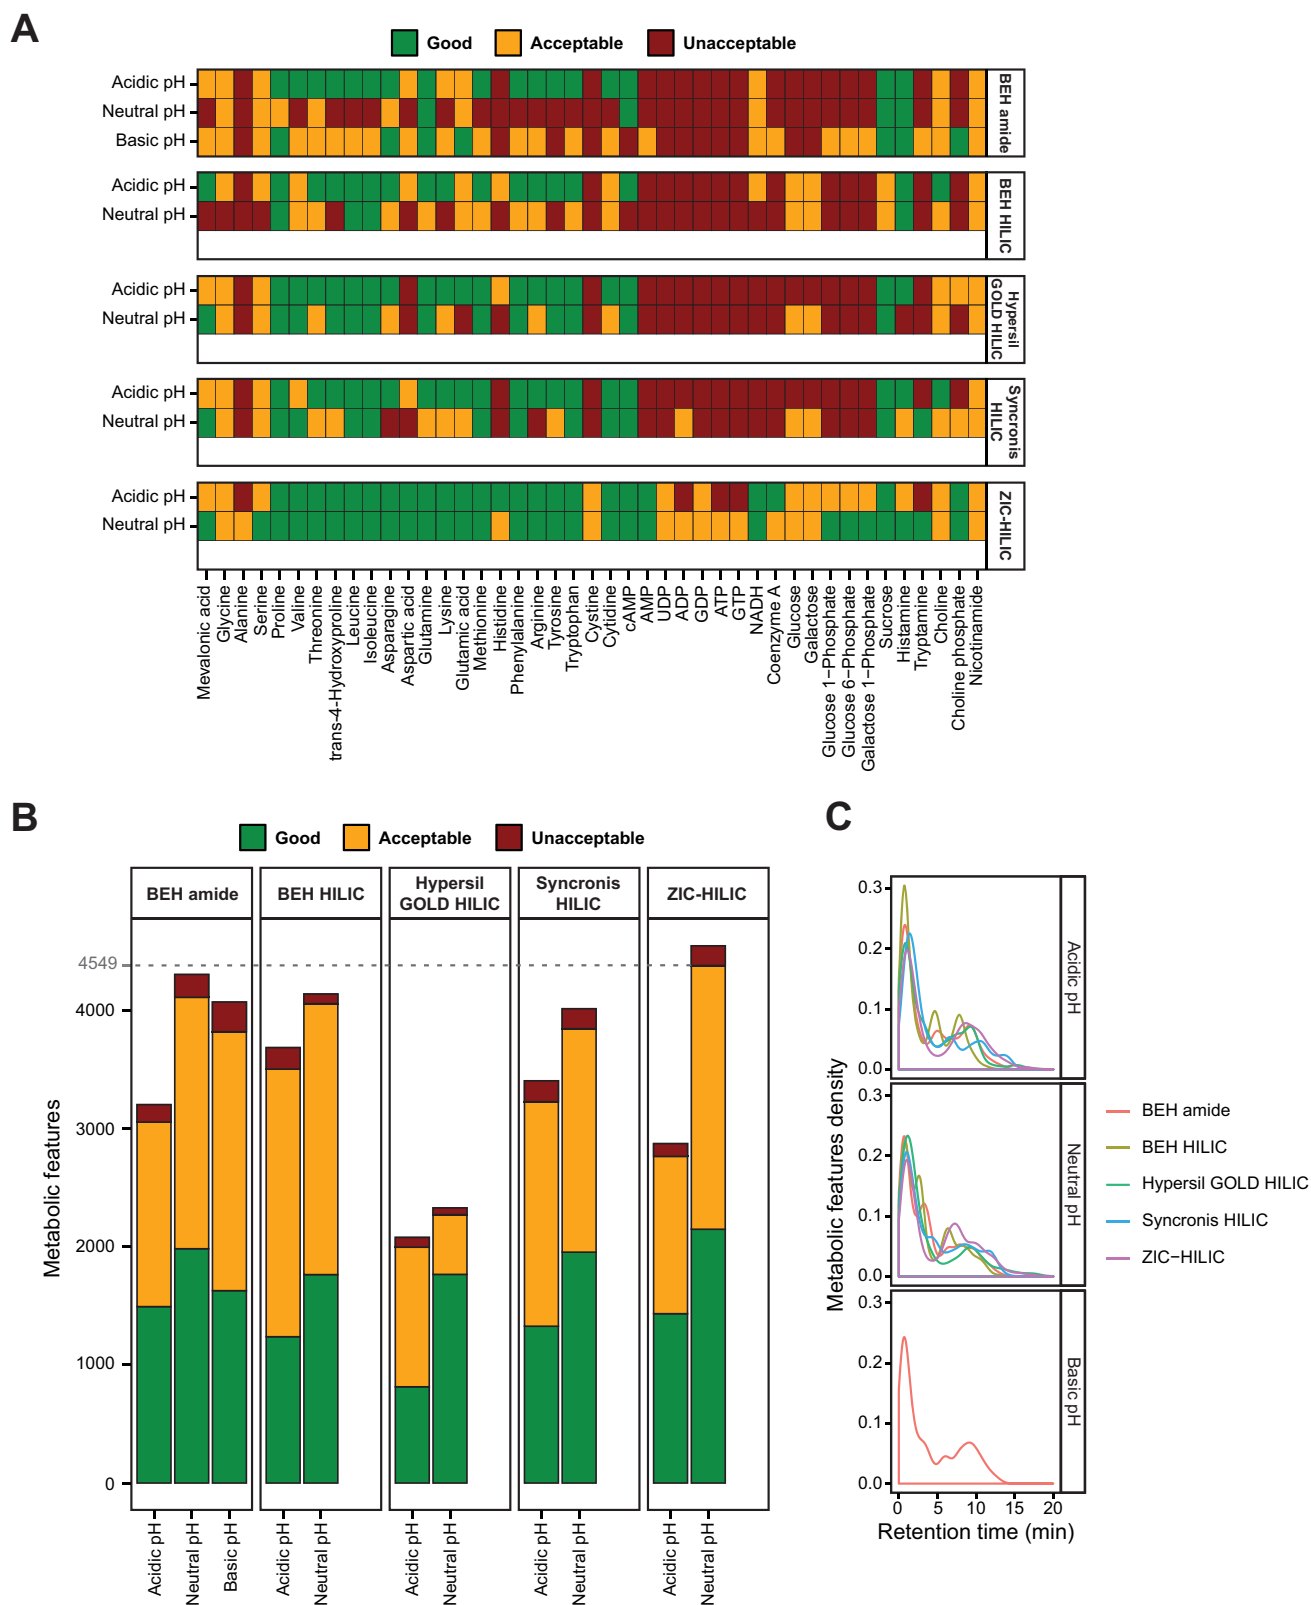 A
Good
Acceptable
Unacceptable
Acidic pH
Neutral pH
Basic pH
BEH amide
Acidic pH
Neutral pH
BEH HILIC
Acidic pH
Neutral pH
Hypersil
GOLD HILIC
Acidic pH
Neutral pH
Syncronis
HILIC
Acidic pH
Neutral pH
ZIC-HILIC
Mevalonic acid
Glycine
Alanine
Serine
Proline
Valine
Threonine
trans-4-Hydroxyproline
Leucine
Isoleucine
Asparagine
Aspartic acid
Glutamine
Lysine
Glutamic acid
Methionine
Histidine
Phenylalanine
Arginine
Tyrosine
Tryptophan
Cystine
Cytidine
cAMP
AMP
UDP
ADP
GDP
ATP
GTP
NADH
Coenzyme A
Glucose
Galactose
Glucose 1−Phosphate
Glucose 6−Phosphate
Galactose 1−Phosphate
Sucrose
Histamine
Tryptamine
Choline
Choline phosphate
Nicotinamide
B
Good
Acceptable
Unacceptable
BEH amide
BEH HILIC
Hypersil
GOLD HILIC
Syncronis
HILIC
ZIC-HILIC
Metabolic features
4549
4000
3000
2000
1000
0
Acidic pH
Neutral pH
Basic pH
Acidic pH
Neutral pH
Acidic pH
Neutral pH
Acidic pH
Neutral pH
Acidic pH
Neutral pH
C
Metabolic features density
0.3
0.2
0.1
0.0
Acidic pH
0.3
0.2
0.1
0.0
Neutral pH
0.3
0.2
0.1
0.0
Basic pH
0 5 10 15 20
Retention time (min)
BEH amide
BEH HILIC
Hypersil GOLD HILIC
Syncronis HILIC
ZIC−HILIC